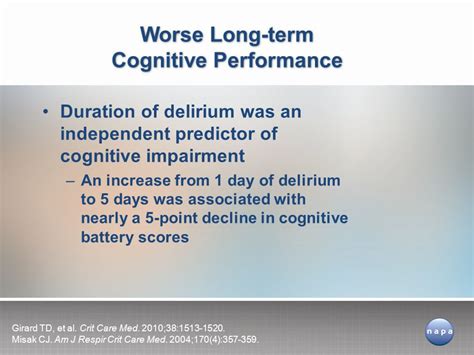 Worse Long-term
Cognitive Performance
• Duration of delirium was an
independent predictor of
cognitive impairment
– An increase from 1 day of delirium
to 5 days was associated with
nearly a 5-point decline in cognitive
battery scores
Girard TD, et al. Crit Care Med. 2010;38:1513-1520.
Misak CJ. Am J Respir Crit Care Med. 2004;170(4):357-359.
napa